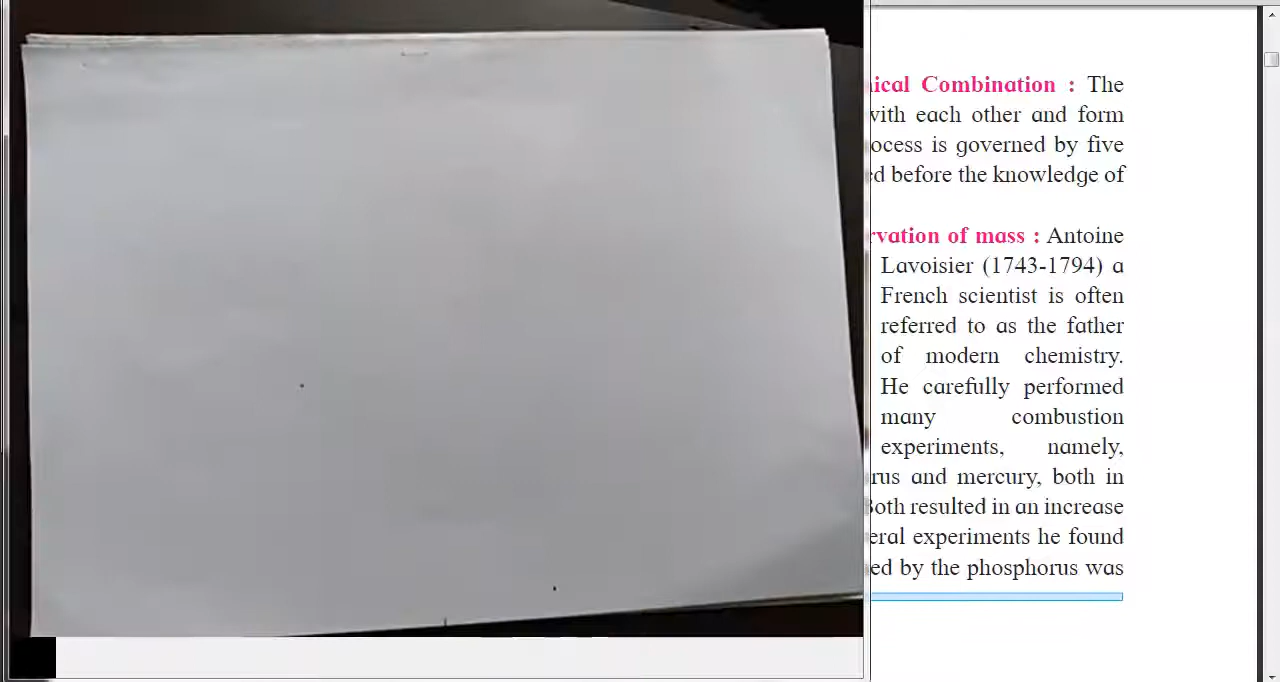 ical Combination : The
with each other and form
ocess is governed by five
ed before the knowledge of
rvation of mass : Antoine
Lavoisier (1743-1794) a
French scientist is often
referred to as the father
of modern chemistry.
He carefully performed
many combustion
experiments, namely,
rus and mercury, both in
Both resulted in an increase
eral experiments he found
ed by the phosphorus was